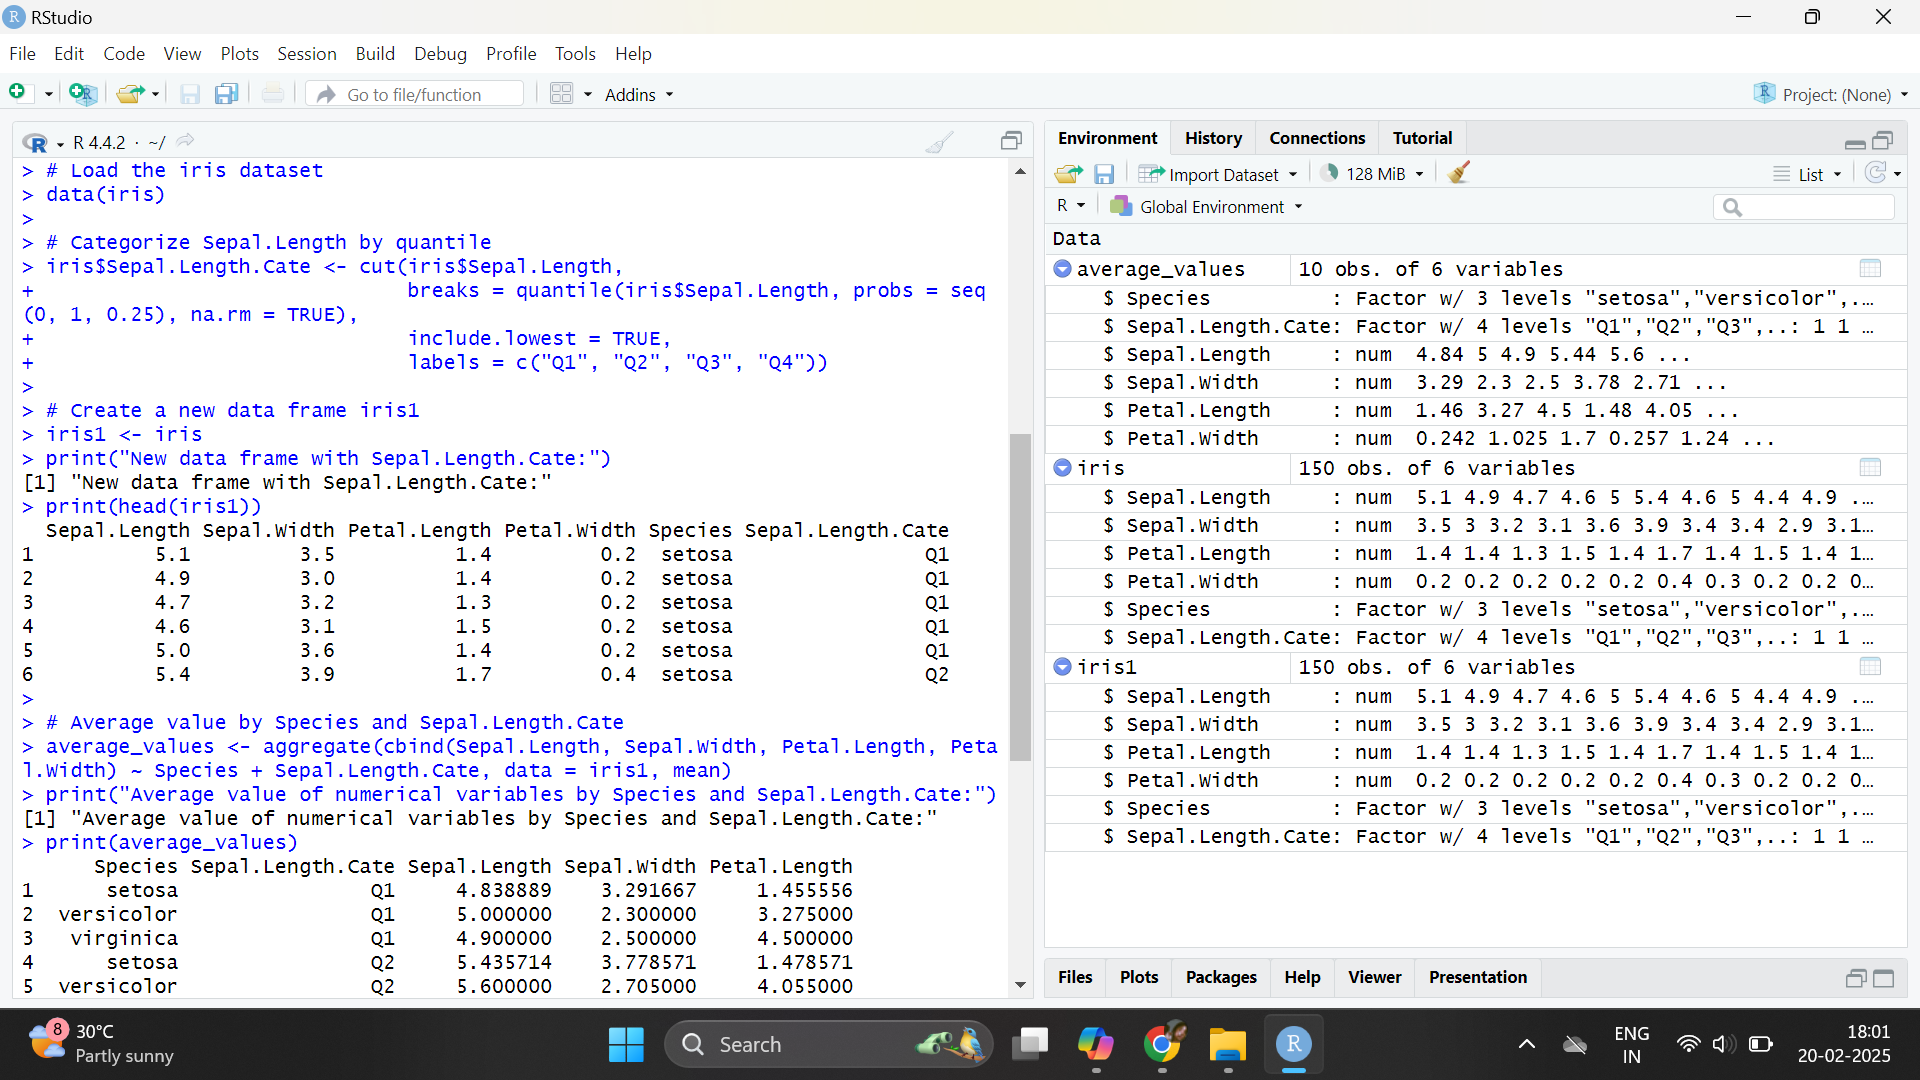 RStudio
File Edit Code View Plots Session Build Debug Profile Tools Help
Go to file/function Addins Project: (None)
R 4.4.2 · ~/
> # Load the iris dataset
> data(iris)
>
> # Categorize Sepal.Length by quantile
> iris$Sepal.Length.Cate <- cut(iris$Sepal.Length,
+ breaks = quantile(iris$Sepal.Length, probs = seq
(0, 1, 0.25), na.rm = TRUE),
+ include.lowest = TRUE,
+ labels = c("Q1", "Q2", "Q3", "Q4"))
>
> # Create a new data frame iris1
> iris1 <- iris
> print("New data frame with Sepal.Length.Cate:")
[1] "New data frame with Sepal.Length.Cate:"
> print(head(iris1))
Sepal.Length Sepal.Width Petal.Length Petal.Width Species Sepal.Length.Cate
1 5.1 3.5 1.4 0.2 setosa Q1
2 4.9 3.0 1.4 0.2 setosa Q1
3 4.7 3.2 1.3 0.2 setosa Q1
4 4.6 3.1 1.5 0.2 setosa Q1
5 5.0 3.6 1.4 0.2 setosa Q1
6 5.4 3.9 1.7 0.4 setosa Q2
>
> # Average value by Species and Sepal.Length.Cate
> average_values <- aggregate(cbind(Sepal.Length, Sepal.Width, Petal.Length, Peta
l.Width) ~ Species + Sepal.Length.Cate, data = iris1, mean)
> print("Average value of numerical variables by Species and Sepal.Length.Cate:")
[1] "Average value of numerical variables by Species and Sepal.Length.Cate:"
> print(average_values)
Species Sepal.Length.Cate Sepal.Length Sepal.Width Petal.Length
1 setosa Q1 4.838889 3.291667 1.455556
2 versicolor Q1 5.000000 2.300000 3.275000
3 virginica Q1 4.900000 2.500000 4.500000
4 setosa Q2 5.435714 3.778571 1.478571
5 versicolor Q2 5.600000 2.705000 4.055000
Environment History Connections Tutorial
Import Dataset 128 MiB List
R Global Environment
Data
average_values 10 obs. of 6 variables
$ Species : Factor w/ 3 levels "setosa","versicolor",.…
$ Sepal.Length.Cate: Factor w/ 4 levels "Q1","Q2","Q3",..: 1 1 …
$ Sepal.Length : num 4.84 5 4.9 5.44 5.6 ...
$ Sepal.Width : num 3.29 2.3 2.5 3.78 2.71 ...
$ Petal.Length : num 1.46 3.27 4.5 1.48 4.05 ...
$ Petal.Width : num 0.242 1.025 1.7 0.257 1.24 ...
iris 150 obs. of 6 variables
$ Sepal.Length : num 5.1 4.9 4.7 4.6 5 5.4 4.6 5 4.4 4.9 .…
$ Sepal.Width : num 3.5 3 3.2 3.1 3.6 3.9 3.4 3.4 2.9 3.1…
$ Petal.Length : num 1.4 1.4 1.3 1.5 1.4 1.7 1.4 1.5 1.4 1…
$ Petal.Width : num 0.2 0.2 0.2 0.2 0.2 0.4 0.3 0.2 0.2 0…
$ Species : Factor w/ 3 levels "setosa","versicolor",.…
$ Sepal.Length.Cate: Factor w/ 4 levels "Q1","Q2","Q3",..: 1 1 …
iris1 150 obs. of 6 variables
$ Sepal.Length : num 5.1 4.9 4.7 4.6 5 5.4 4.6 5 4.4 4.9 .…
$ Sepal.Width : num 3.5 3 3.2 3.1 3.6 3.9 3.4 3.4 2.9 3.1…
$ Petal.Length : num 1.4 1.4 1.3 1.5 1.4 1.7 1.4 1.5 1.4 1…
$ Petal.Width : num 0.2 0.2 0.2 0.2 0.2 0.4 0.3 0.2 0.2 0…
$ Species : Factor w/ 3 levels "setosa","versicolor",.…
$ Sepal.Length.Cate: Factor w/ 4 levels "Q1","Q2","Q3",..: 1 1 …
Files Plots Packages Help Viewer Presentation
8 30°C
Partly sunny
Search
ENG
IN
18:01
20-02-2025